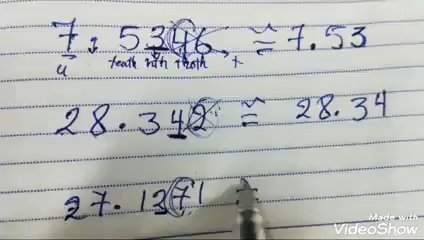 7.5346 ≈ 7.53
u tenth hth thoth t
28.342 ≈ 28.34
27.1371
Made with
VideoShow